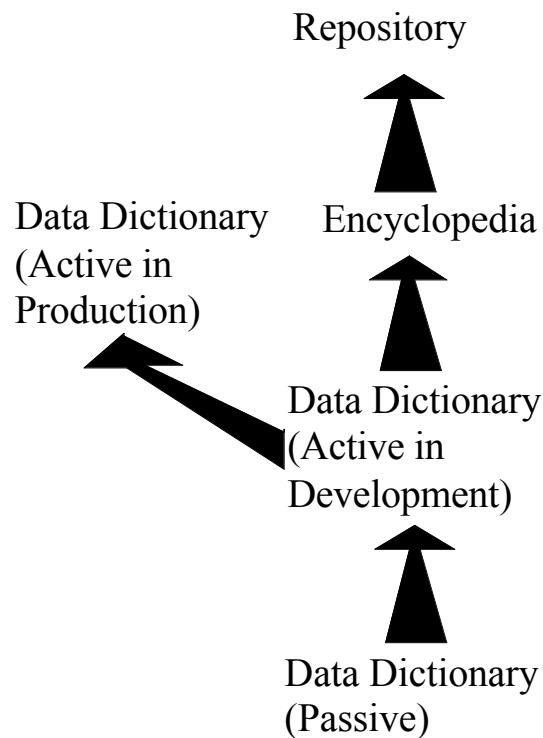 Repository
Data Dictionary
(Active in
Production)
Encyclopedia
Data Dictionary
(Active in
Development)
Data Dictionary
(Passive)